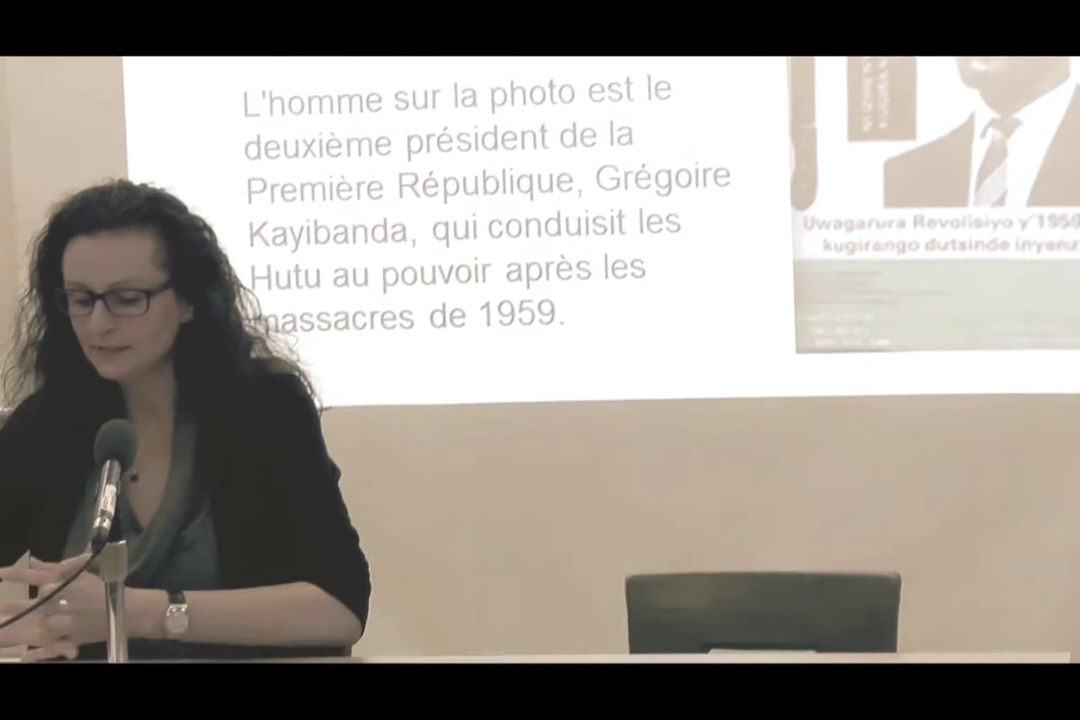 L'homme sur la photo est le
deuxième président de la
Première République, Grégoire
Kayibanda, qui conduisit les
Hutu au pouvoir après les
massacres de 1959.
Uwagarura Revolisiyo y'1959
kugirango dutsinde inyenz